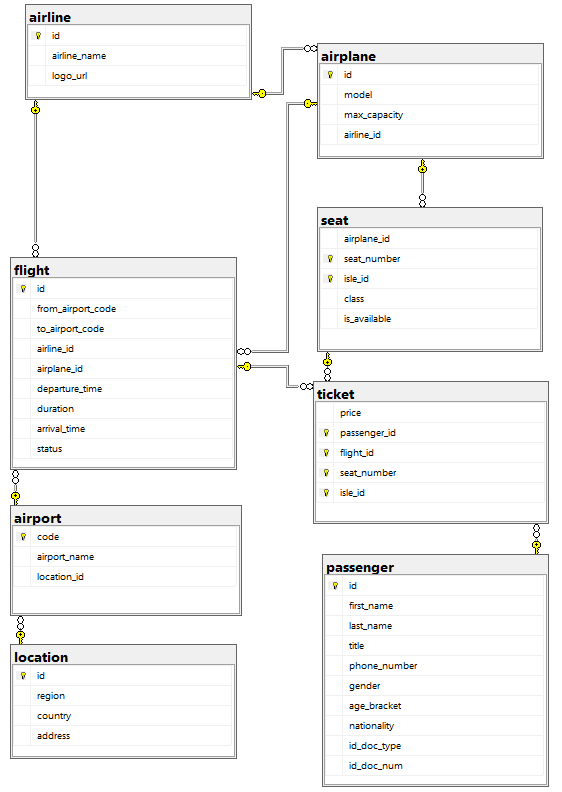 airline
id
airline_name
logo_url
airplane
id
model
max_capacity
airline_id
seat
airplane_id
seat_number
isle_id
class
is_available
flight
id
from_airport_code
to_airport_code
airline_id
airplane_id
departure_time
duration
arrival_time
status
ticket
price
passenger_id
flight_id
seat_number
isle_id
airport
code
airport_name
location_id
passenger
id
first_name
last_name
title
phone_number
gender
age_bracket
nationality
id_doc_type
id_doc_num
location
id
region
country
address